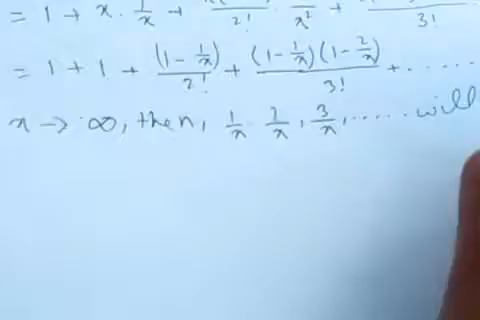 = 1 + x · 1/x + 2! · x² + 3!
= 1 + 1 + (1 - 1/x)/2! + (1 - 1/x)(1 - 2/x)/3! + ......
x → ∞, then, 1/x, 2/x, 3/x, ...... will